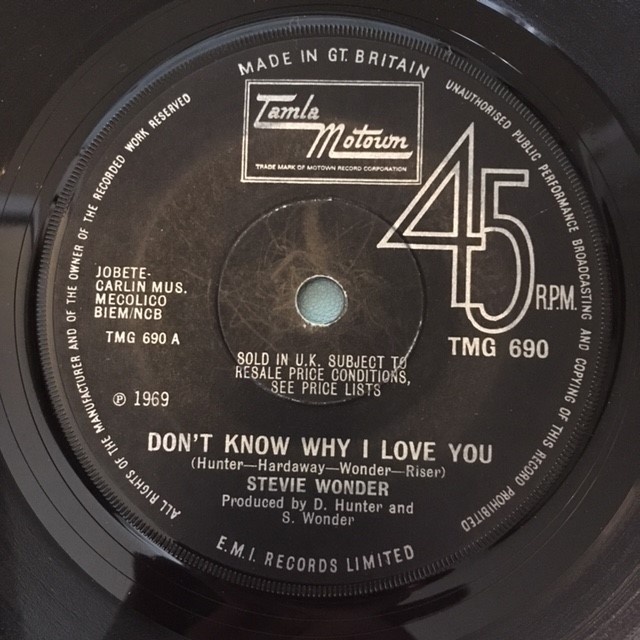 MADE IN GT. BRITAIN
Tamla
Motown
TRADE MARK OF MOTOWN RECORD CORPORATION
45
R.P.M.
TMG 690
JOBETE-
CARLIN MUS.
MECOLICO
BIEM/NCB
TMG 690 A
℗ 1969
SOLD IN U.K. SUBJECT TO
RESALE PRICE CONDITIONS,
SEE PRICE LISTS
DON'T KNOW WHY I LOVE YOU
(Hunter—Hardaway—Wonder—Riser)
STEVIE WONDER
Produced by D. Hunter and
S. Wonder
E.M.I. RECORDS LIMITED
ALL RIGHTS OF THE MANUFACTURER AND OF THE OWNER OF THE RECORDED WORK RESERVED
UNAUTHORISED PUBLIC PERFORMANCE BROADCASTING AND COPYING OF THIS RECORD PROHIBITED